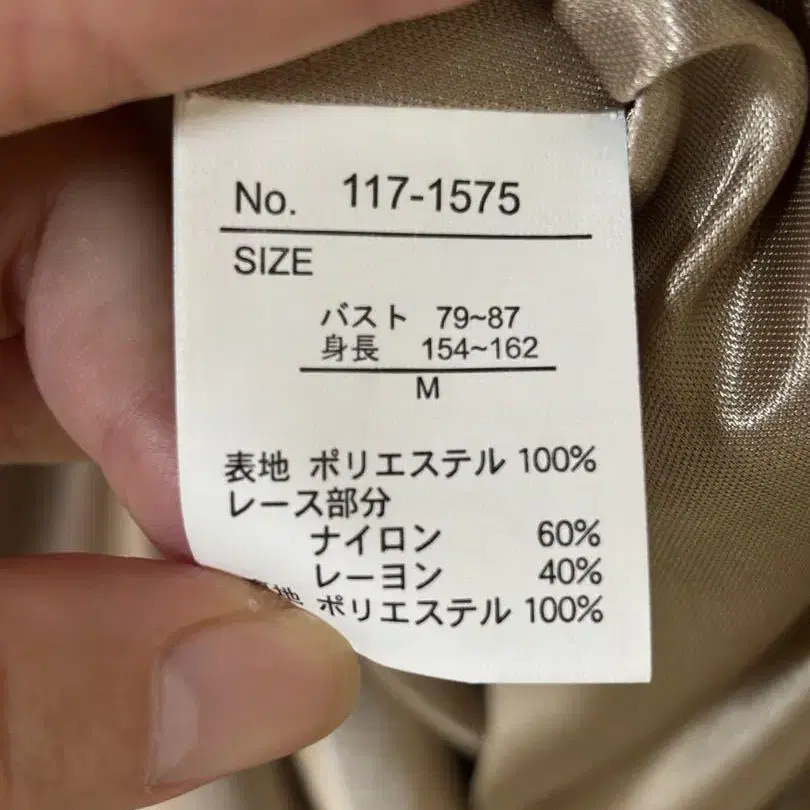 No. 117-1575
SIZE
バスト 79~87
身長 154~162
M
表地 ポリエステル 100%
レース部分
ナイロン 60%
レーヨン 40%
ポリエステル 100%